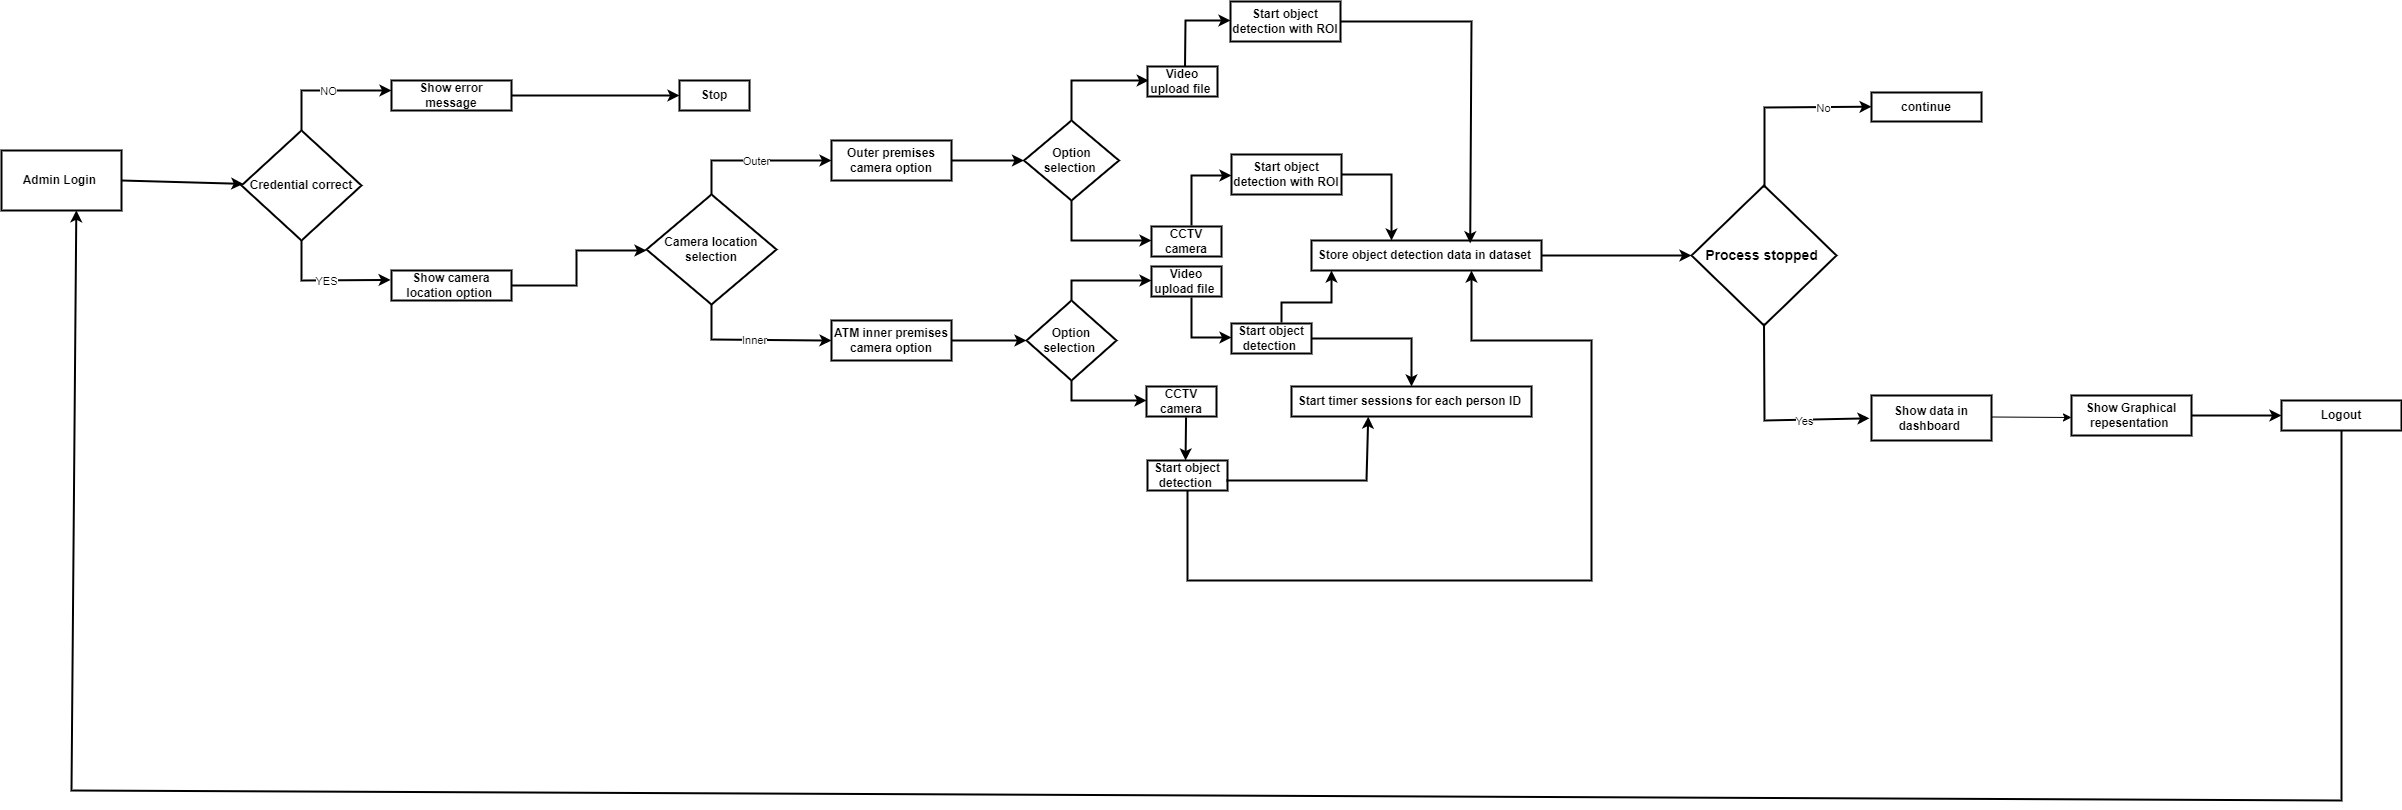 Admin Login
Credential correct
NO
Show error
message
Stop
YES
Show camera
location option
Camera location
selection
Outer
Outer premises
camera option
Option
selection
Video
upload file
Start object
detection with ROI
CCTV
camera
Start object
detection with ROI
Inner
ATM inner premises
camera option
Option
selection
Video
upload file
Start object
detection
CCTV
camera
Start object
detection
Store object detection data in dataset
Start timer sessions for each person ID
Process stopped
No
continue
Yes
Show data in
dashboard
Show Graphical
repesentation
Logout